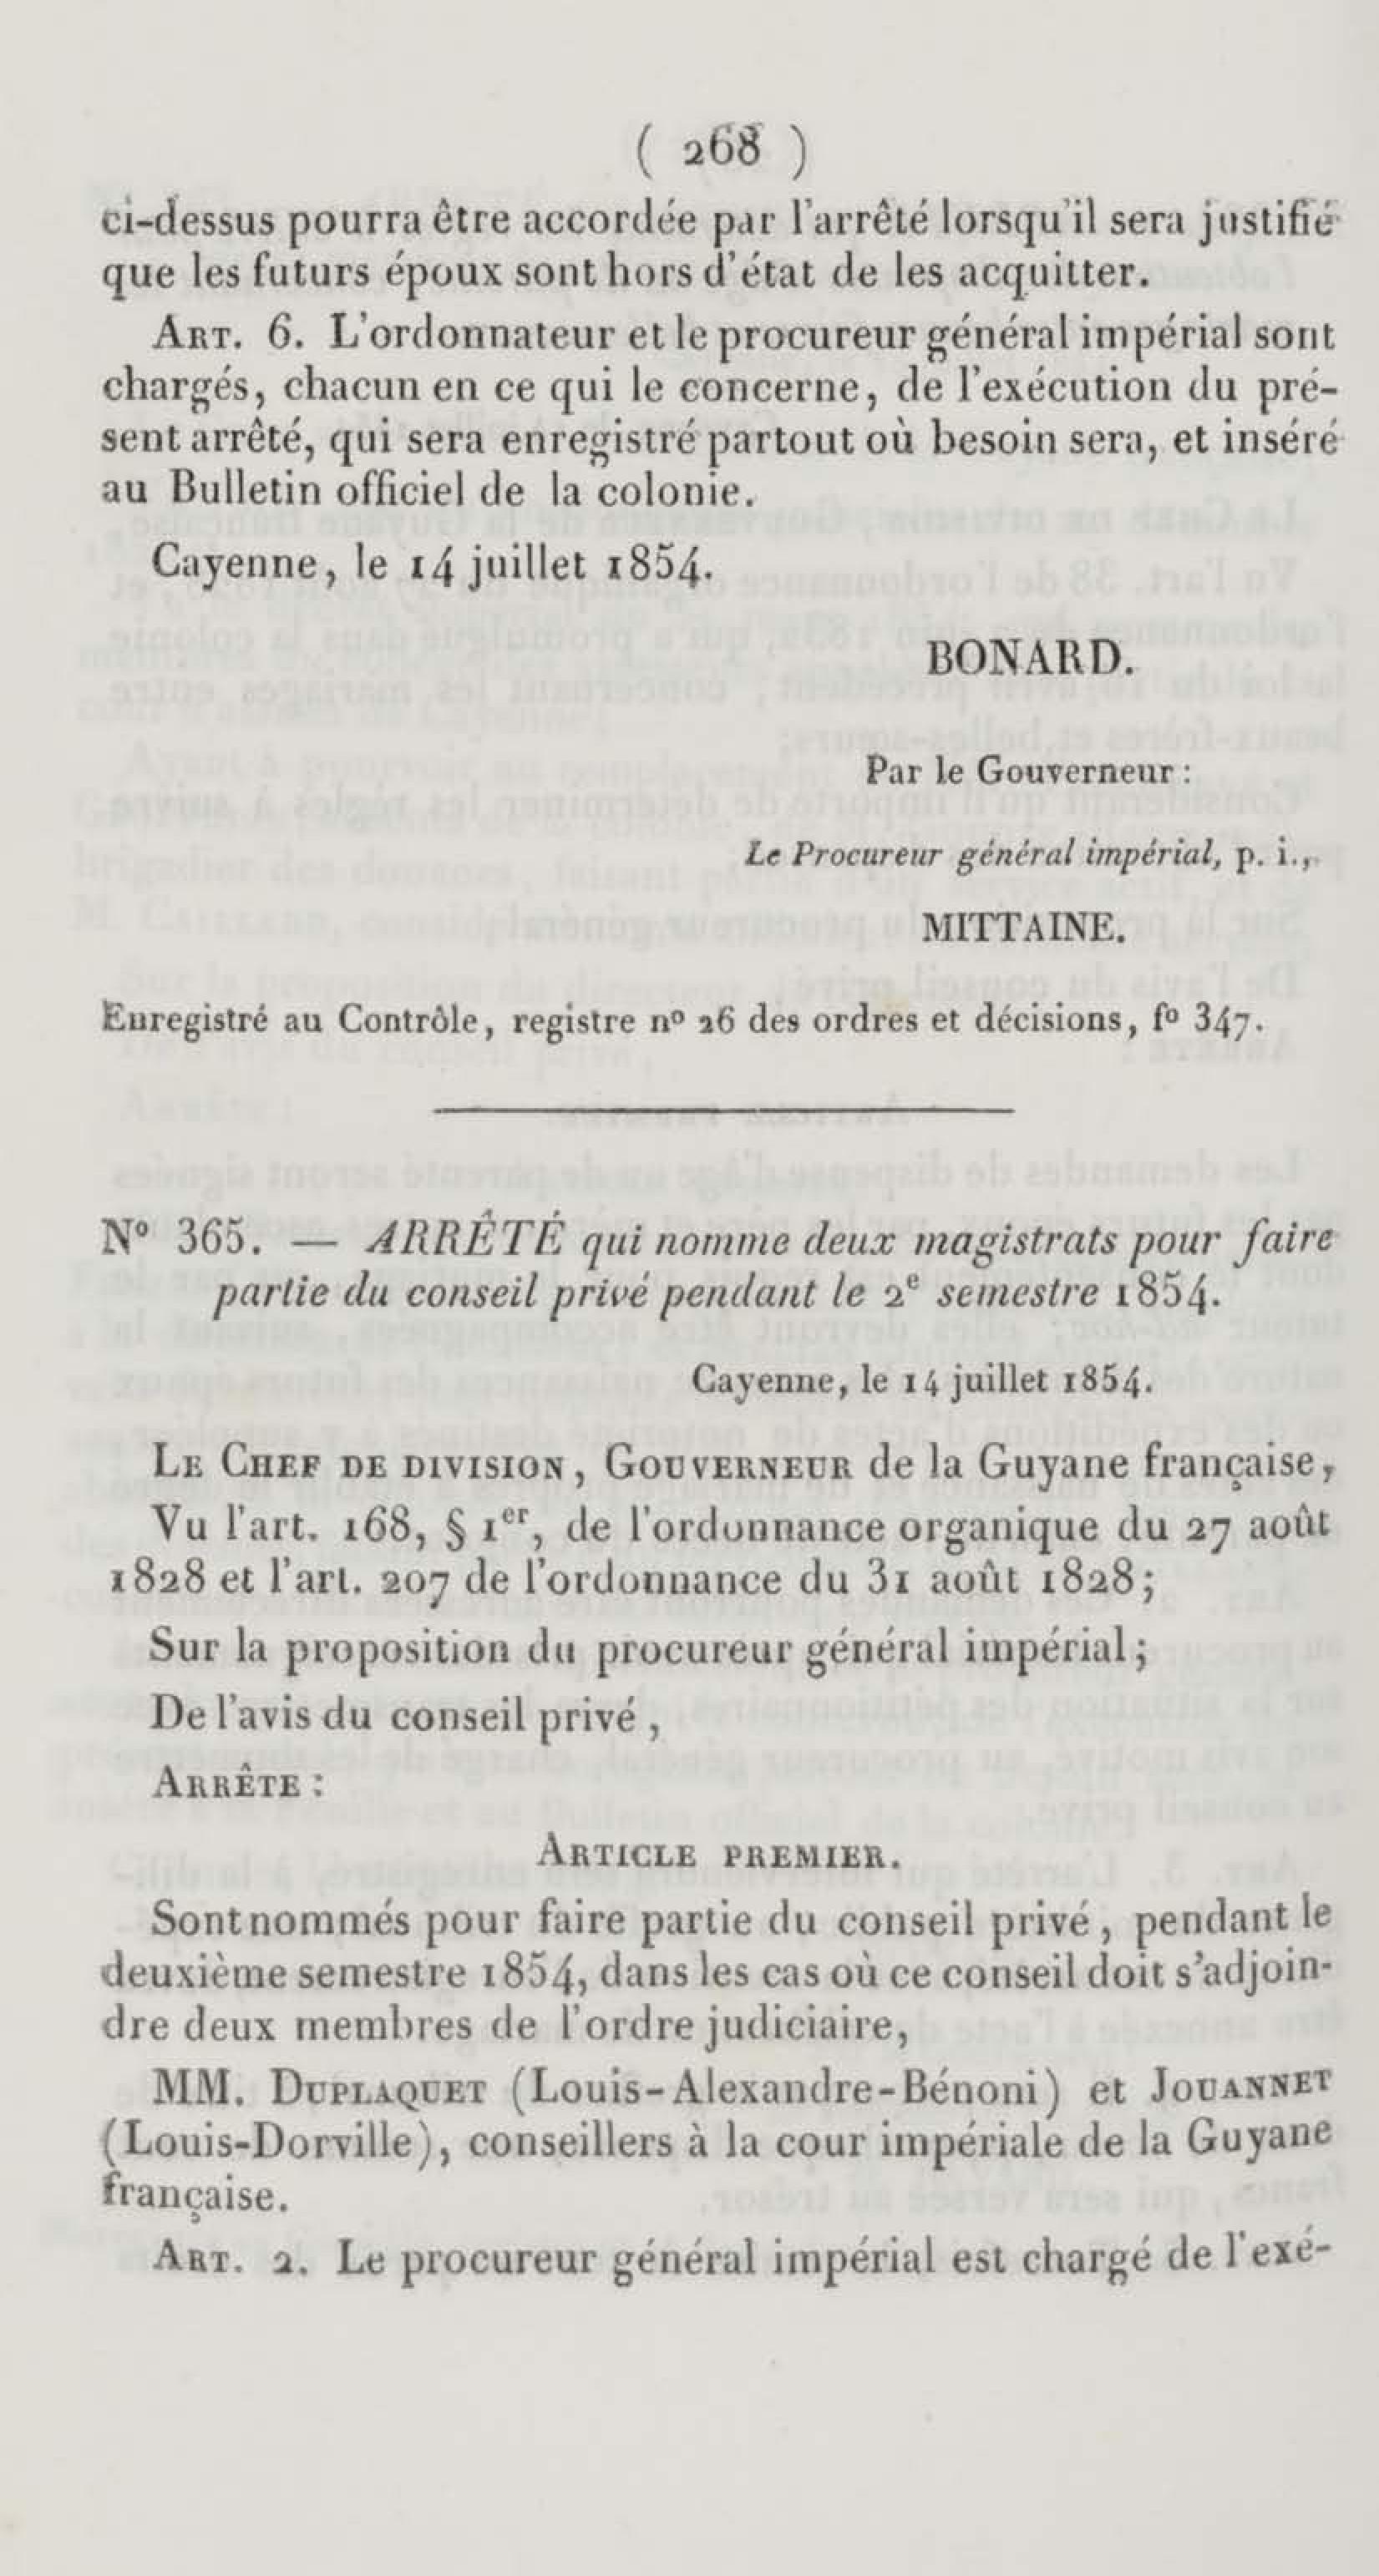 ( 268 )
ci-dessus pourra être accordée par l'arrêté lorsqu'il sera justifié
que les futurs époux sont hors d'état de les acquitter.
ART. 6. L'ordonnateur et le procureur général impérial sont
chargés, chacun en ce qui le concerne, de l'exécution du pré-
sent arrêté, qui sera enregistré partout où besoin sera, et inséré
au Bulletin officiel de la colonie.
Cayenne, le 14 juillet 1854.
BONARD.
Par le Gouverneur :
Le Procureur général impérial, p. i.,
MITTAINE.
Enregistré au Contrôle, registre nº 26 des ordres et décisions, fº 347.
Nº 365. — ARRÊTÉ qui nomme deux magistrats pour faire
partie du conseil privé pendant le 2e semestre 1854.
Cayenne, le 14 juillet 1854.
LE CHEF DE DIVISION, GOUVERNEUR de la Guyane française,
Vu l'art. 168, § 1er, de l'ordonnance organique du 27 août
1828 et l'art. 207 de l'ordonnance du 31 août 1828;
Sur la proposition du procureur général impérial;
De l'avis du conseil privé,
ARRÊTE :
ARTICLE PREMIER.
Sont nommés pour faire partie du conseil privé, pendant le
deuxième semestre 1854, dans les cas où ce conseil doit s'adjoin-
dre deux membres de l'ordre judiciaire,
MM. DUPLAQUET (Louis-Alexandre-Bénoni) et JOUANNET
(Louis-Dorville), conseillers à la cour impériale de la Guyane
française.
ART. 2. Le procureur général impérial est chargé de l'exé-